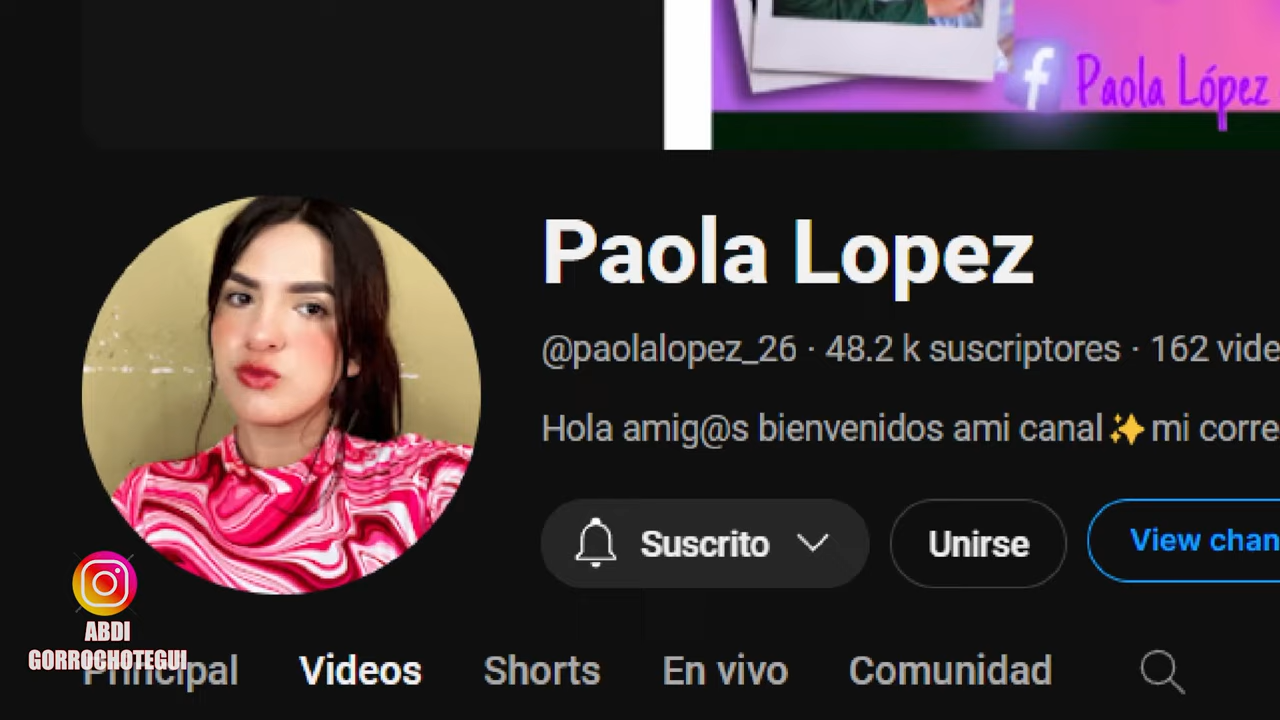 f Paola López
Paola Lopez
@paolalopez_26 · 48.2 k suscriptores · 162 vide
Hola amig@s bienvenidos ami canal✨mi corre
Suscrito
Unirse
View chan
ABDI
GORROCHOTEGUI
Principal
Videos
Shorts
En vivo
Comunidad